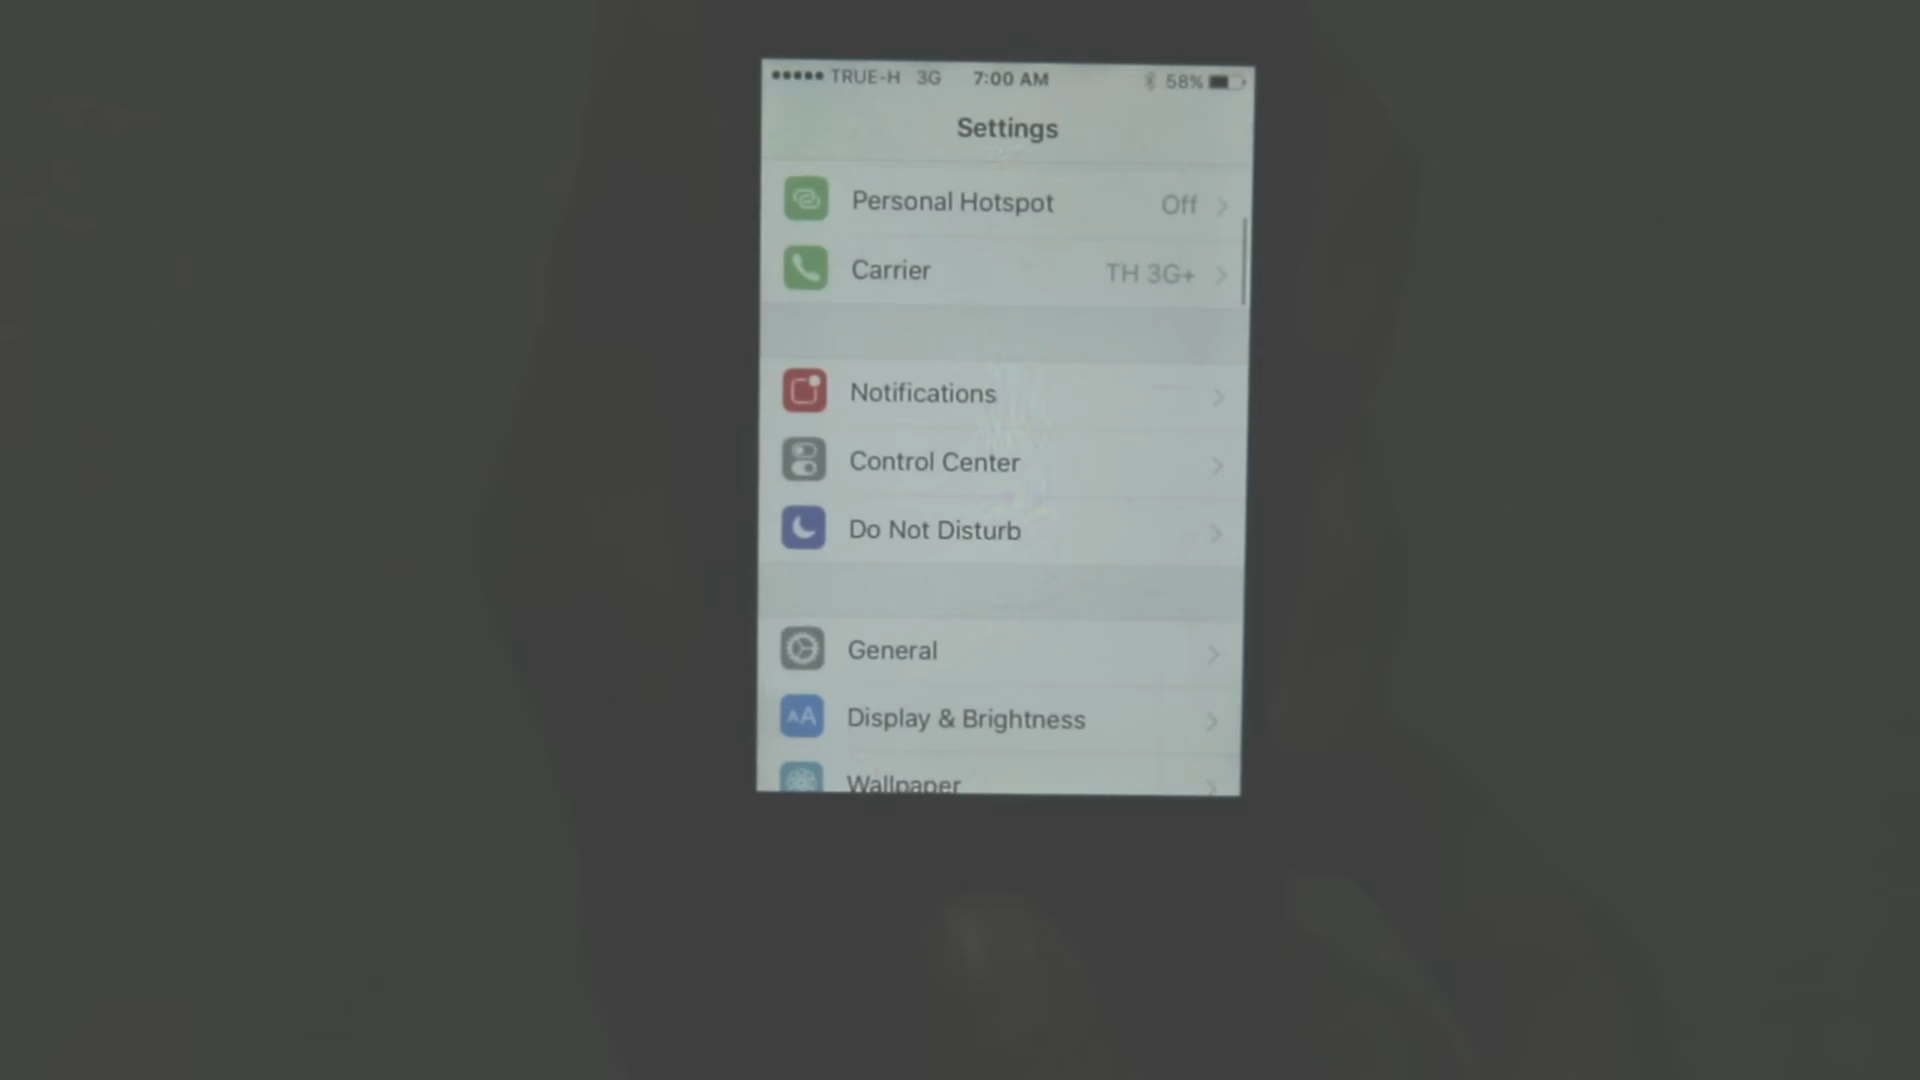 TRUE-H 3G 7:00 AM 58%
Settings
Personal Hotspot Off
Carrier TH 3G+
Notifications
Control Center
Do Not Disturb
General
AA Display & Brightness
Wallpaper